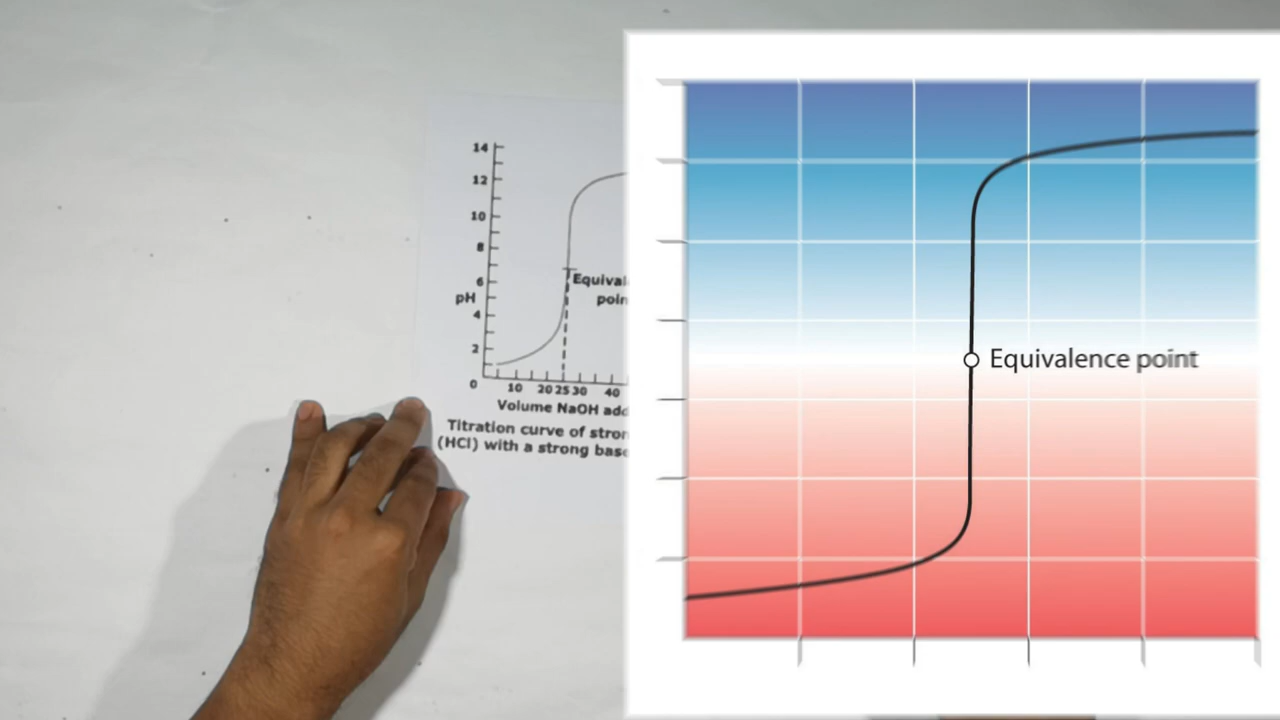 14
12
10
8
6
pH
4
2
0
10 20 25 30 40
Equival
poin
Volume NaOH add
Titration curve of stron
(HCl) with a strong base
Equivalence point